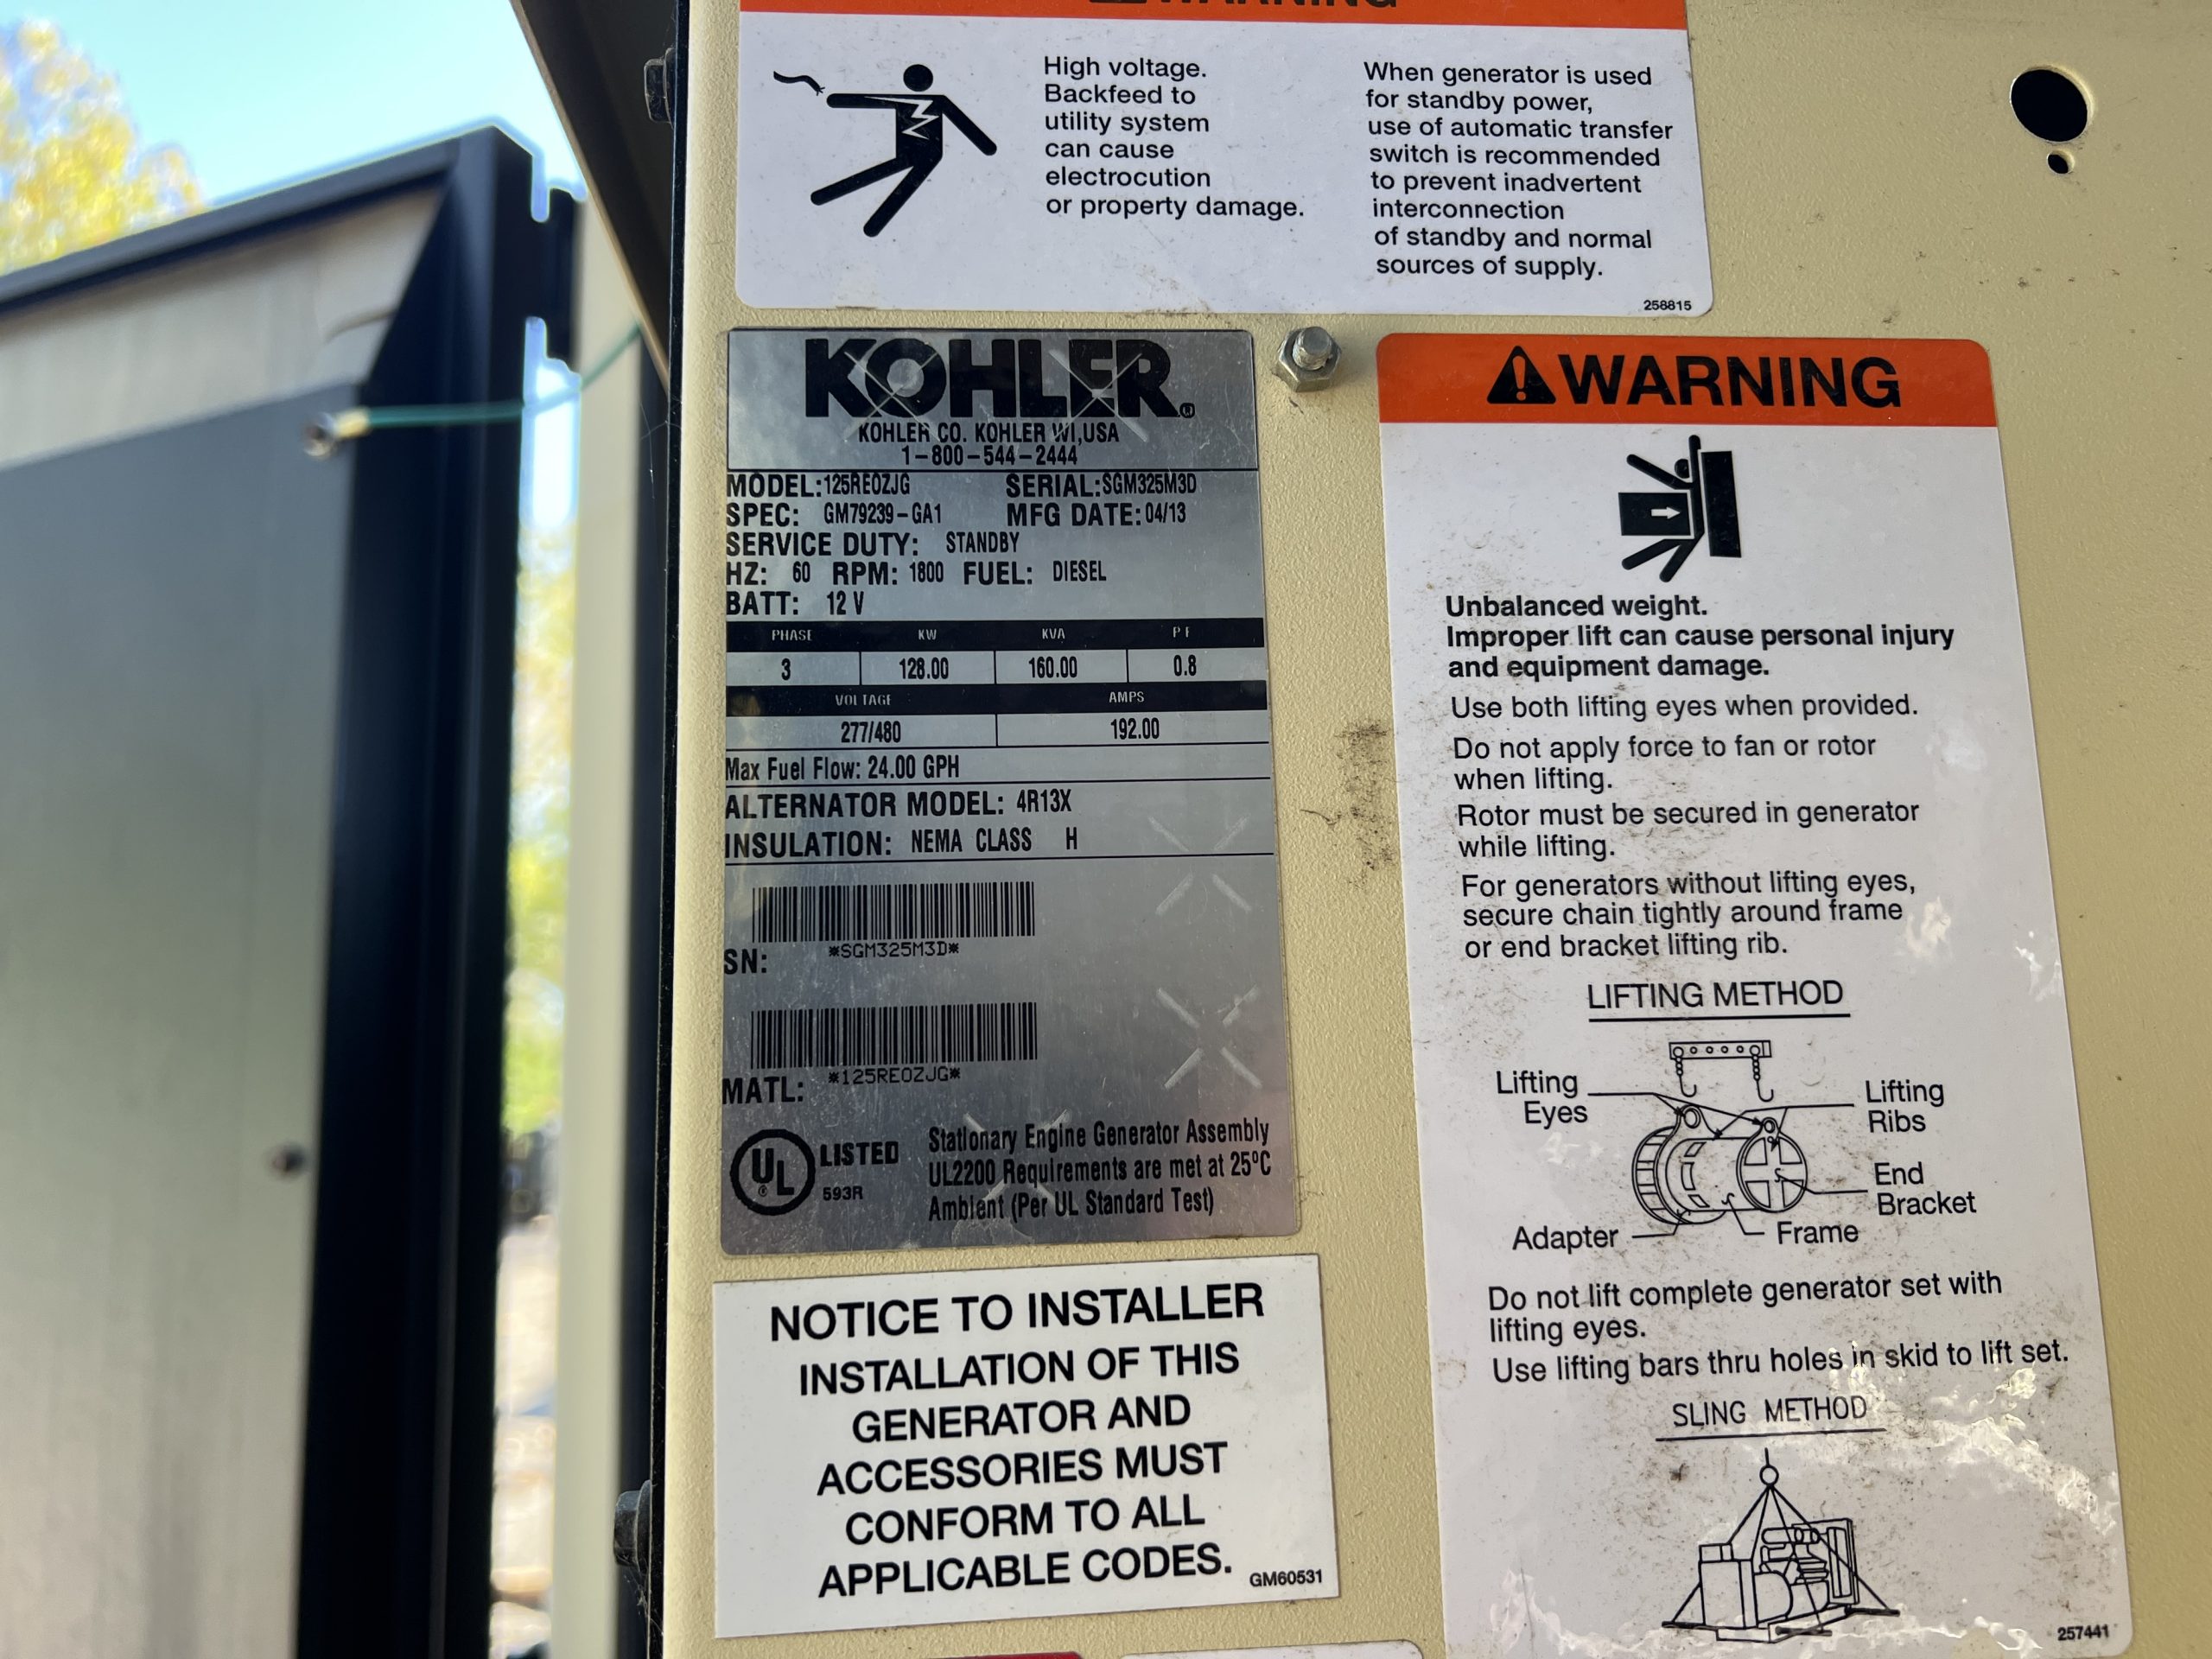 WARNING
High voltage.
Backfeed to
utility system
can cause
electrocution
or property damage.
When generator is used
for standby power,
use of automatic transfer
switch is recommended
to prevent inadvertent
interconnection
of standby and normal
sources of supply.
258815
KOHLER®
KOHLER CO. KOHLER WI,USA
1-800-544-2444
MODEL:125REOZJG SERIAL:SGM325M3D
SPEC: GM79239-GA1 MFG DATE:04/13
SERVICE DUTY: STANDBY
HZ: 60 RPM: 1800 FUEL: DIESEL
BATT: 12 V
PHASE KW KVA PF
3 128.00 160.00 0.8
VOLTAGE AMPS
277/480 192.00
Max Fuel Flow: 24.00 GPH
ALTERNATOR MODEL: 4R13X
INSULATION: NEMA CLASS H
*SGM325M3D*
SN:
*125REOZJG*
MATL:
UL® LISTED
593R
Stationary Engine Generator Assembly
UL2200 Requirements are met at 25°C
Ambient (Per UL Standard Test)
NOTICE TO INSTALLER
INSTALLATION OF THIS
GENERATOR AND
ACCESSORIES MUST
CONFORM TO ALL
APPLICABLE CODES.
GM60531
WARNING
Unbalanced weight.
Improper lift can cause personal injury
and equipment damage.
Use both lifting eyes when provided.
Do not apply force to fan or rotor
when lifting.
Rotor must be secured in generator
while lifting.
For generators without lifting eyes,
secure chain tightly around frame
or end bracket lifting rib.
LIFTING METHOD
Lifting
Eyes
Lifting
Ribs
End
Bracket
Adapter
Frame
Do not lift complete generator set with
lifting eyes.
Use lifting bars thru holes in skid to lift set.
SLING METHOD
257441